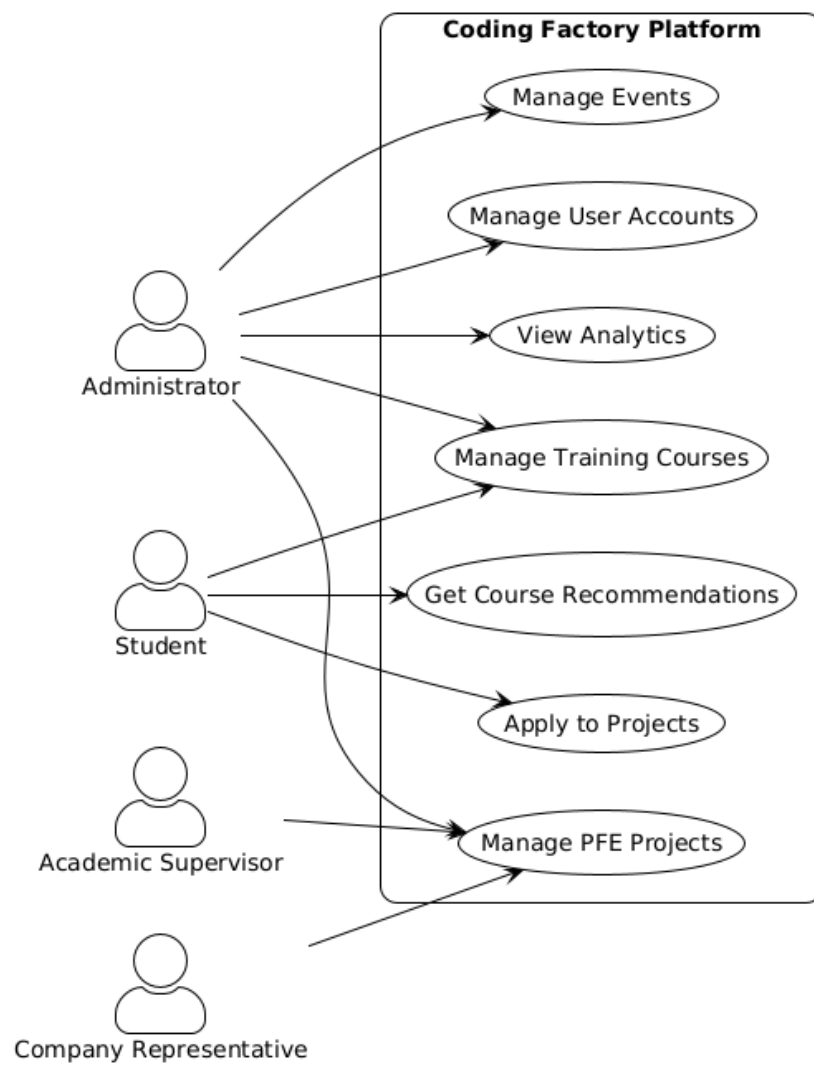 Coding Factory Platform
Manage Events
Manage User Accounts
View Analytics
Administrator
Manage Training Courses
Get Course Recommendations
Student
Apply to Projects
Manage PFE Projects
Academic Supervisor
Company Representative